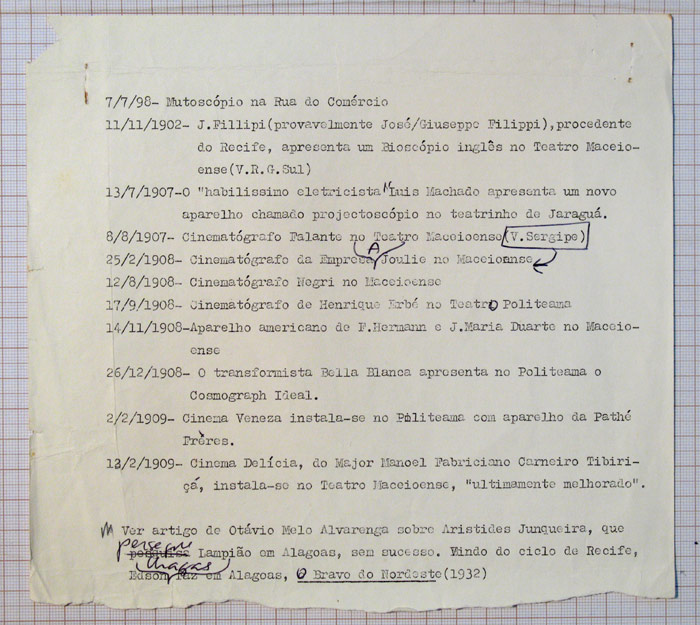 7/7/98- Mutoscópio na Rua do Comércio
11/11/1902- J.Fillipi(provavelmente José/Giuseppe Filippi),procedente
do Recife, apresenta um Bioscópio inglês no Teatro Maceio-
ense(V.R.G.Sul)
13/7/1907-O "habilissimo eletricista" Luis Machado apresenta um novo
aparelho chamado projectoscópio no teatrinho de Jaraguá.
8/8/1907- Cinematógrafo Falante no Teatro Maceioense(V.Sergipe)
A
25/2/1908- Cinematógrafo da Empresa Joulie no Maceioanse
12/8/1908- Cinematógrafo Negri no Maceioense
17/9/1908- Cinematógrafo de Henrique Erbé no Teatro Politeama
14/11/1908-Aparelho americano de F.Hermann e J.Maria Duarte no Maceio-
ense
26/12/1908- O transformista Bella Blanca apresenta no Politeama o
Cosmograph Ideal.
2/2/1909- Cinema Veneza instala-se no Politeama com aparelho da Pathé
Frères.
13/2/1909- Cinema Delícia, do Major Manoel Fabriciano Carneiro Tibiri-
çá, instala-se no Teatro Maceioense, "ultimamente melhorado".
Ver artigo de Otávio Melo Alvarenga sobre Aristides Junqueira, que
persegue
pesquisa Lampião em Alagoas, sem sucesso. Vindo do ciclo de Recife,
Chagas
Edson faz em Alagoas, O Bravo do Nordeste(1932)